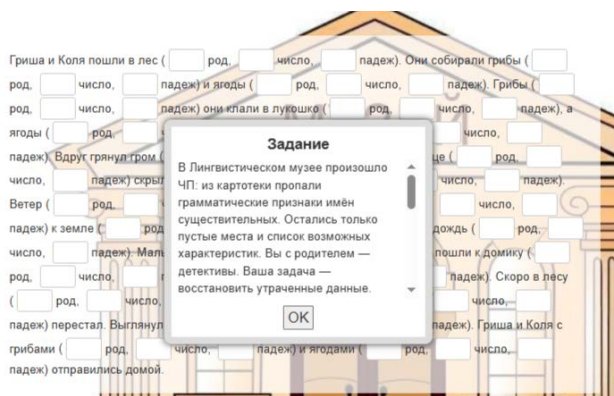 Гриша и Коля пошли в лес ( род, число, падеж). Они собирали грибы (
род, число, падеж) и ягоды ( род, число, падеж). Грибы (
род, число, падеж) они клали в лукошко ( род, число, падеж), а
ягоды ( род, число,
падеж). Вдруг грянул гром ( це ( род,
число, падеж) скрыл число, падеж).
Ветер ( род, число,
падеж) к земле ( род дождь ( род,
число, падеж). Маль пошли к домику (
род, число, падеж). Скоро в лесу
( род, число, число,
падеж) перестал. Выглянул падеж). Гриша и Коля с
грибами ( род, число, падеж) и ягодами ( род, число,
падеж) отправились домой.
Задание
В Лингвистическом музее произошло
ЧП: из картотеки пропали
грамматические признаки имён
существительных. Остались только
пустые места и список возможных
характеристик. Вы с родителем —
детективы. Ваша задача —
восстановить утраченные данные.
OK